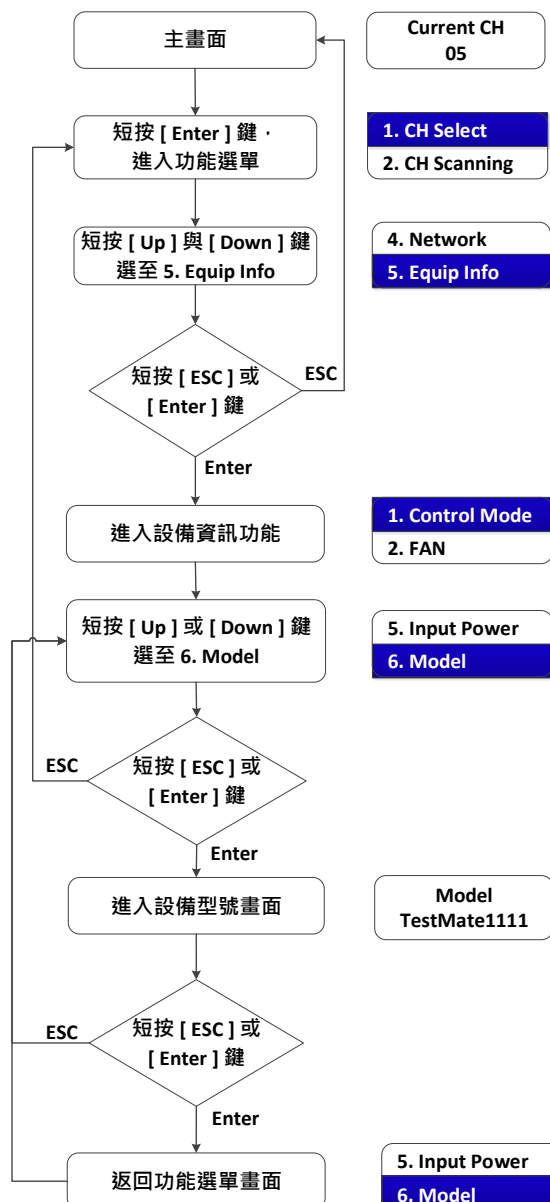 主畫面
Current CH
05
短按 [ Enter ] 鍵，
進入功能選單
1. CH Select
2. CH Scanning
短按 [ Up ] 與 [ Down ] 鍵
選至 5. Equip Info
4. Network
5. Equip Info
短按 [ ESC ] 或
[ Enter ] 鍵
ESC
Enter
進入設備資訊功能
1. Control Mode
2. FAN
短按 [ Up ] 或 [ Down ] 鍵
選至 6. Model
5. Input Power
6. Model
ESC
短按 [ ESC ] 或
[ Enter ] 鍵
Enter
進入設備型號畫面
Model
TestMate1111
ESC
短按 [ ESC ] 或
[ Enter ] 鍵
Enter
返回功能選單畫面
5. Input Power
6. Model